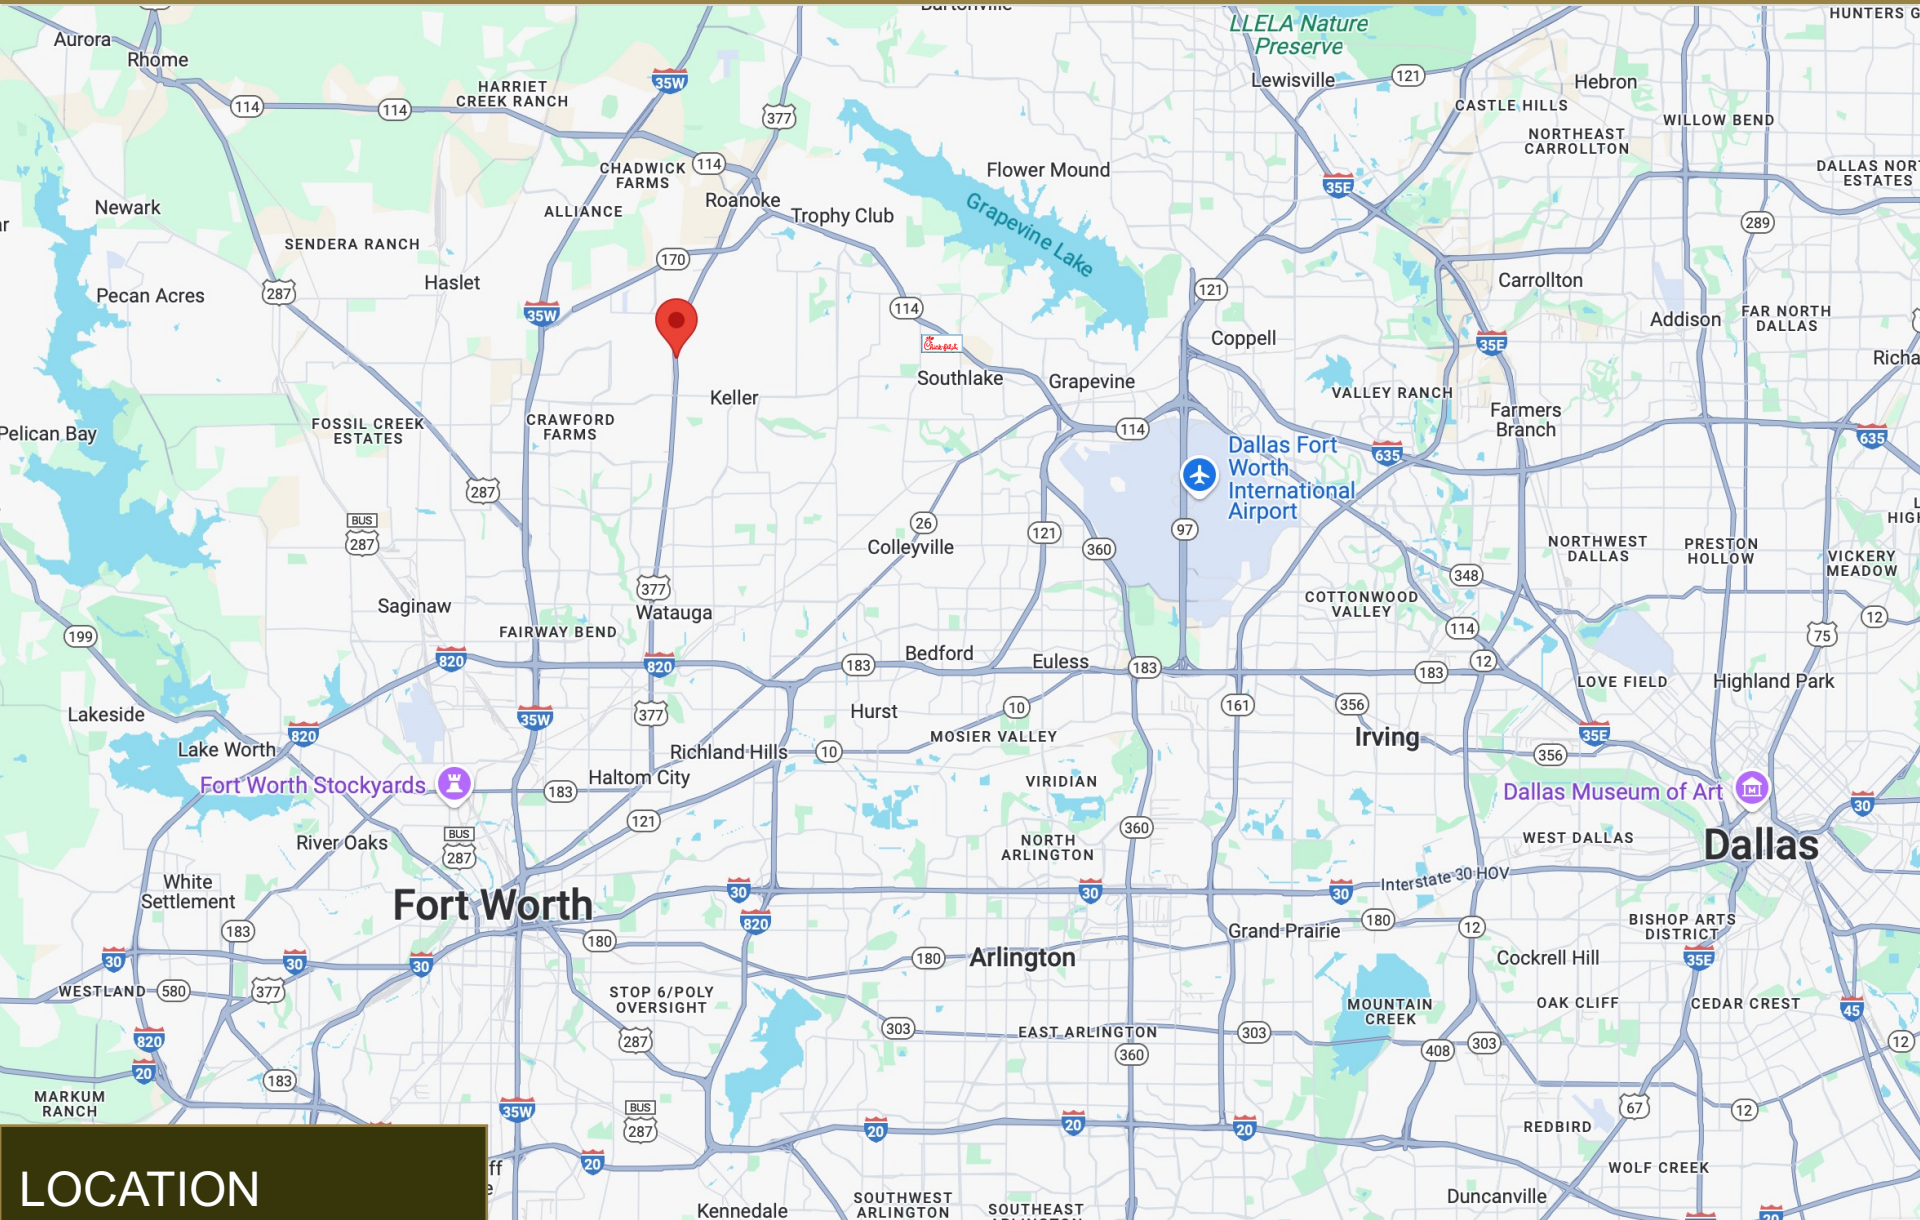 Bartonville
HUNTERS G
LLELA Nature
Preserve
Aurora
Rhome
Lewisville
121
Hebron
35W
HARRIET
CREEK RANCH
114
114
377
CASTLE HILLS
WILLOW BEND
NORTHEAST
CARROLLTON
CHADWICK
FARMS
114
Flower Mound
DALLAS NOR
ESTATES
35E
Newark
ALLIANCE
Roanoke
Trophy Club
Grapevine Lake
289
ar
SENDERA RANCH
170
Haslet
287
Pecan Acres
35W
114
121
Carrollton
Addison
FAR NORTH
DALLAS
Chick-fil-A
Coppell
35E
Richa
Southlake
Grapevine
Keller
VALLEY RANCH
Farmers
Branch
FOSSIL CREEK
ESTATES
CRAWFORD
FARMS
Pelican Bay
114
635
635
Dallas Fort
Worth
International
Airport
287
BUS
287
26
Colleyville
121
360
97
L
HIGH
NORTHWEST
DALLAS
PRESTON
HOLLOW
VICKERY
MEADOW
348
377
Watauga
Saginaw
COTTONWOOD
VALLEY
114
12
199
FAIRWAY BEND
75
820
820
183
Bedford
Euless
183
183
12
LOVE FIELD
Highland Park
Lakeside
35W
377
Hurst
10
161
356
820
Lake Worth
Richland Hills
10
MOSIER VALLEY
Irving
356
35E
Fort Worth Stockyards
183
Haltom City
VIRIDIAN
Dallas Museum of Art
30
121
360
River Oaks
BUS
287
NORTH
ARLINGTON
WEST DALLAS
Dallas
White
Settlement
Fort Worth
30
820
30
30
Interstate 30 HOV
183
180
180
Arlington
Grand Prairie
180
12
BISHOP ARTS
DISTRICT
30
30
30
Cockrell Hill
35E
WESTLAND
580
377
STOP 6/POLY
OVERSIGHT
MOUNTAIN
CREEK
OAK CLIFF
CEDAR CREST
45
820
287
303
EAST ARLINGTON
360
303
408
303
12
20
183
MARKUM
RANCH
35W
BUS
287
20
20
20
67
12
REDBIRD
20
ff
e
WOLF CREEK
LOCATION
Kennedale
SOUTHWEST
ARLINGTON
SOUTHEAST
ARLINGTON
Duncanville
20